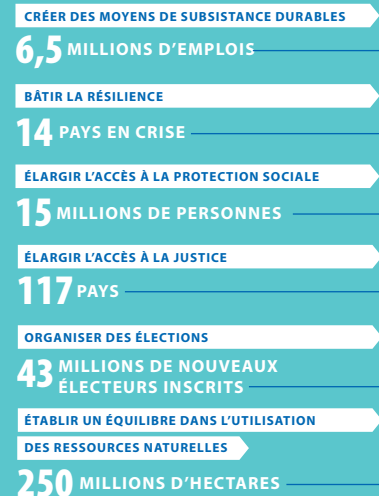 CRÉER DES MOYENS DE SUBSISTANCE DURABLES
6,5 MILLIONS D'EMPLOIS
BÂTIR LA RÉSILIENCE
14 PAYS EN CRISE
ÉLARGIR L'ACCÈS À LA PROTECTION SOCIALE
15 MILLIONS DE PERSONNES
ÉLARGIR L'ACCÈS À LA JUSTICE
117 PAYS
ORGANISER DES ÉLECTIONS
43 MILLIONS DE NOUVEAUX
ÉLECTEURS INSCRITS
ÉTABLIR UN ÉQUILIBRE DANS L'UTILISATION
DES RESSOURCES NATURELLES
250 MILLIONS D'HECTARES